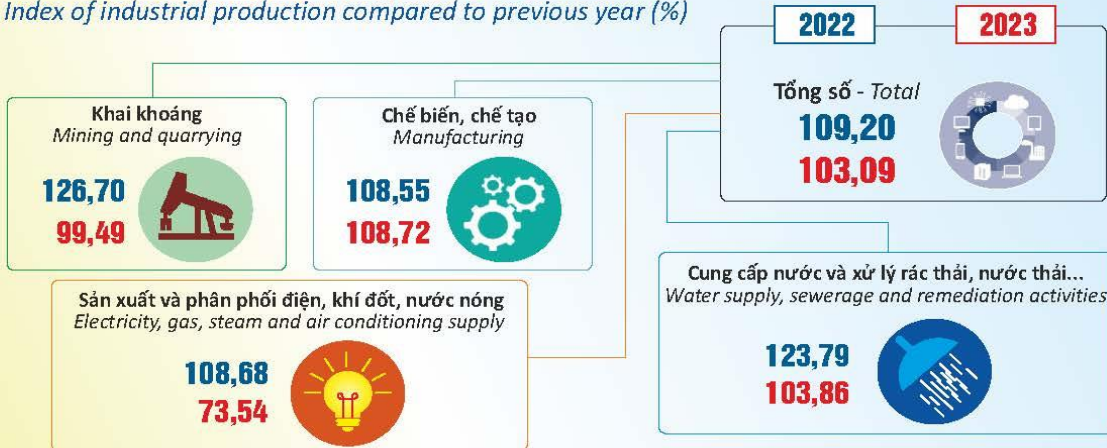 Index of industrial production compared to previous year (%)
2022
2023
Tổng số - Total
109,20
103,09
Khai khoáng
Mining and quarrying
126,70
99,49
Chế biến, chế tạo
Manufacturing
108,55
108,72
Sản xuất và phân phối điện, khí đốt, nước nóng
Electricity, gas, steam and air conditioning supply
108,68
73,54
Cung cấp nước và xử lý rác thải, nước thải...
Water supply, sewerage and remediation activities
123,79
103,86